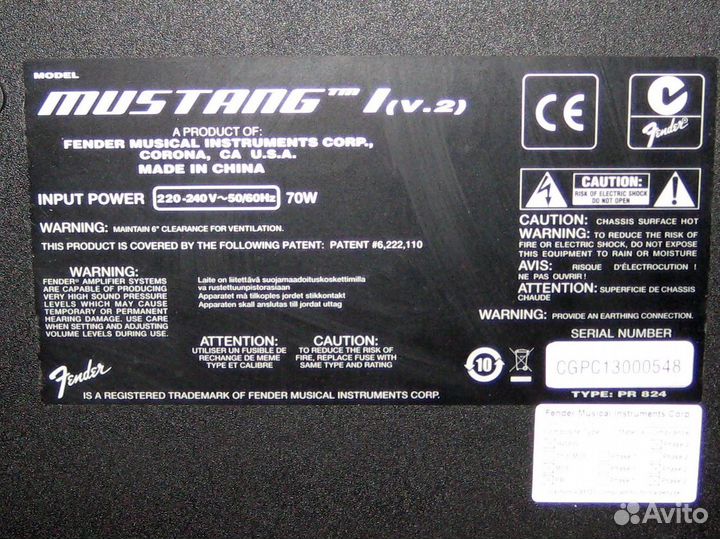 MODEL
MUSTANG™ I (V.2)
A PRODUCT OF:
FENDER MUSICAL INSTRUMENTS CORP.,
CORONA, CA U.S.A.
MADE IN CHINA
INPUT POWER 220-240V~50/60Hz 70W
WARNING: MAINTAIN 6" CLEARANCE FOR VENTILATION.
THIS PRODUCT IS COVERED BY THE FOLLOWING PATENT: PATENT #6,222,110
WARNING:
FENDER® AMPLIFIER SYSTEMS
ARE CAPABLE OF PRODUCING
VERY HIGH SOUND PRESSURE
LEVELS WHICH MAY CAUSE
TEMPORARY OR PERMANENT
HEARING DAMAGE. USE CARE
WHEN SETTING AND ADJUSTING
VOLUME LEVELS DURING USE.
Laite on liitettävä suojamaadoituskoskettimilla
va rustettuunpistorasiaan
Apparatet må tilkoples jordet stikkontakt
Apparaten skall anslutas till jordat uttag
ATTENTION:
UTILISER UN FUSIBLE DE
RECHANGE DE MEME
TYPE ET CALIBRE
CAUTION:
TO REDUCE THE RISK OF
FIRE, REPLACE FUSE WITH
SAME TYPE AND RATING
Fender
IS A REGISTERED TRADEMARK OF FENDER MUSICAL INSTRUMENTS CORP.
CE
Fender
CAUTION:
RISK OF ELECTRIC SHOCK
DO NOT OPEN
CAUTION: CHASSIS SURFACE HOT
WARNING: TO REDUCE THE RISK OF
FIRE OR ELECTRIC SHOCK, DO NOT EXPOSE
THIS EQUIPMENT TO RAIN OR MOISTURE
AVIS: RISQUE D'ÉLECTROCUTION !
NE PAS OUVRIR !
ATTENTION: SUPERFICIE DE CHASSIS
CHAUDE
WARNING: PROVIDE AN EARTHING CONNECTION.
10
SERIAL NUMBER
CGPC13000548
TYPE: PR 824
Fender Musical Instruments Corp.
Avito